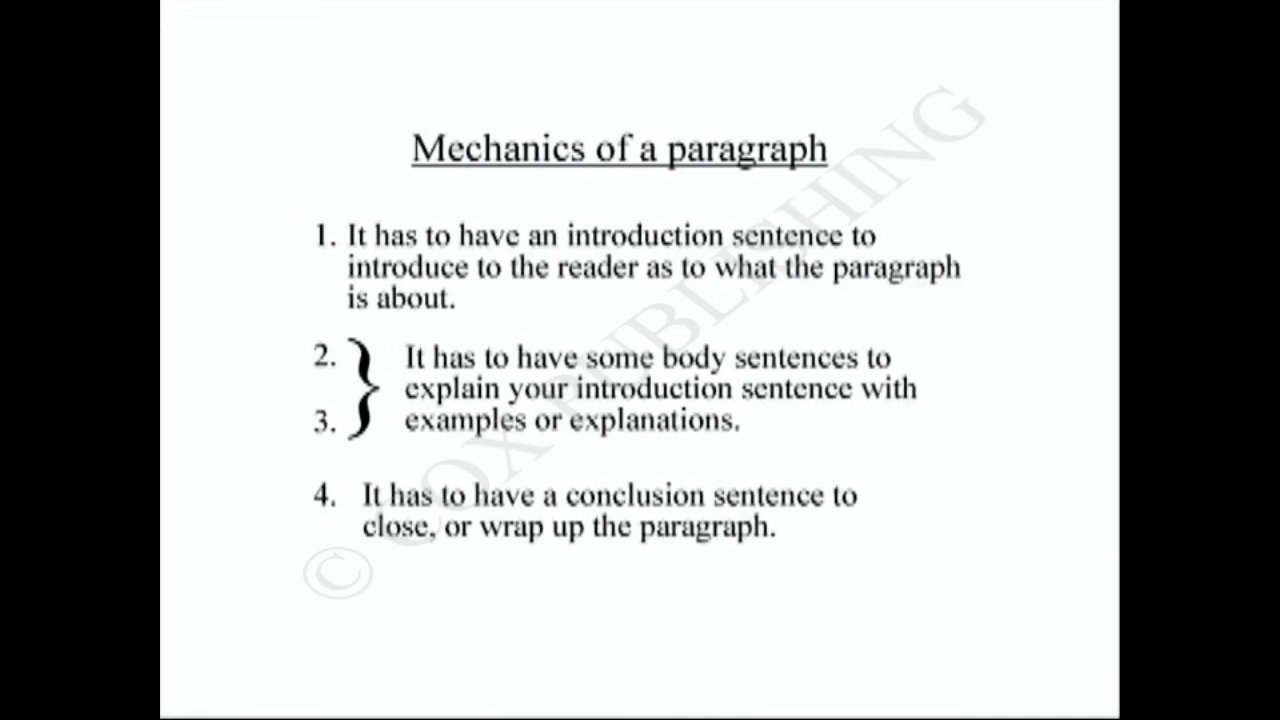 Mechanics of a paragraph
1. It has to have an introduction sentence to
introduce to the reader as to what the paragraph
is about.
2. } It has to have some body sentences to
explain your introduction sentence with
3. examples or explanations.
4. It has to have a conclusion sentence to
close, or wrap up the paragraph.
© COX PUBLISHING